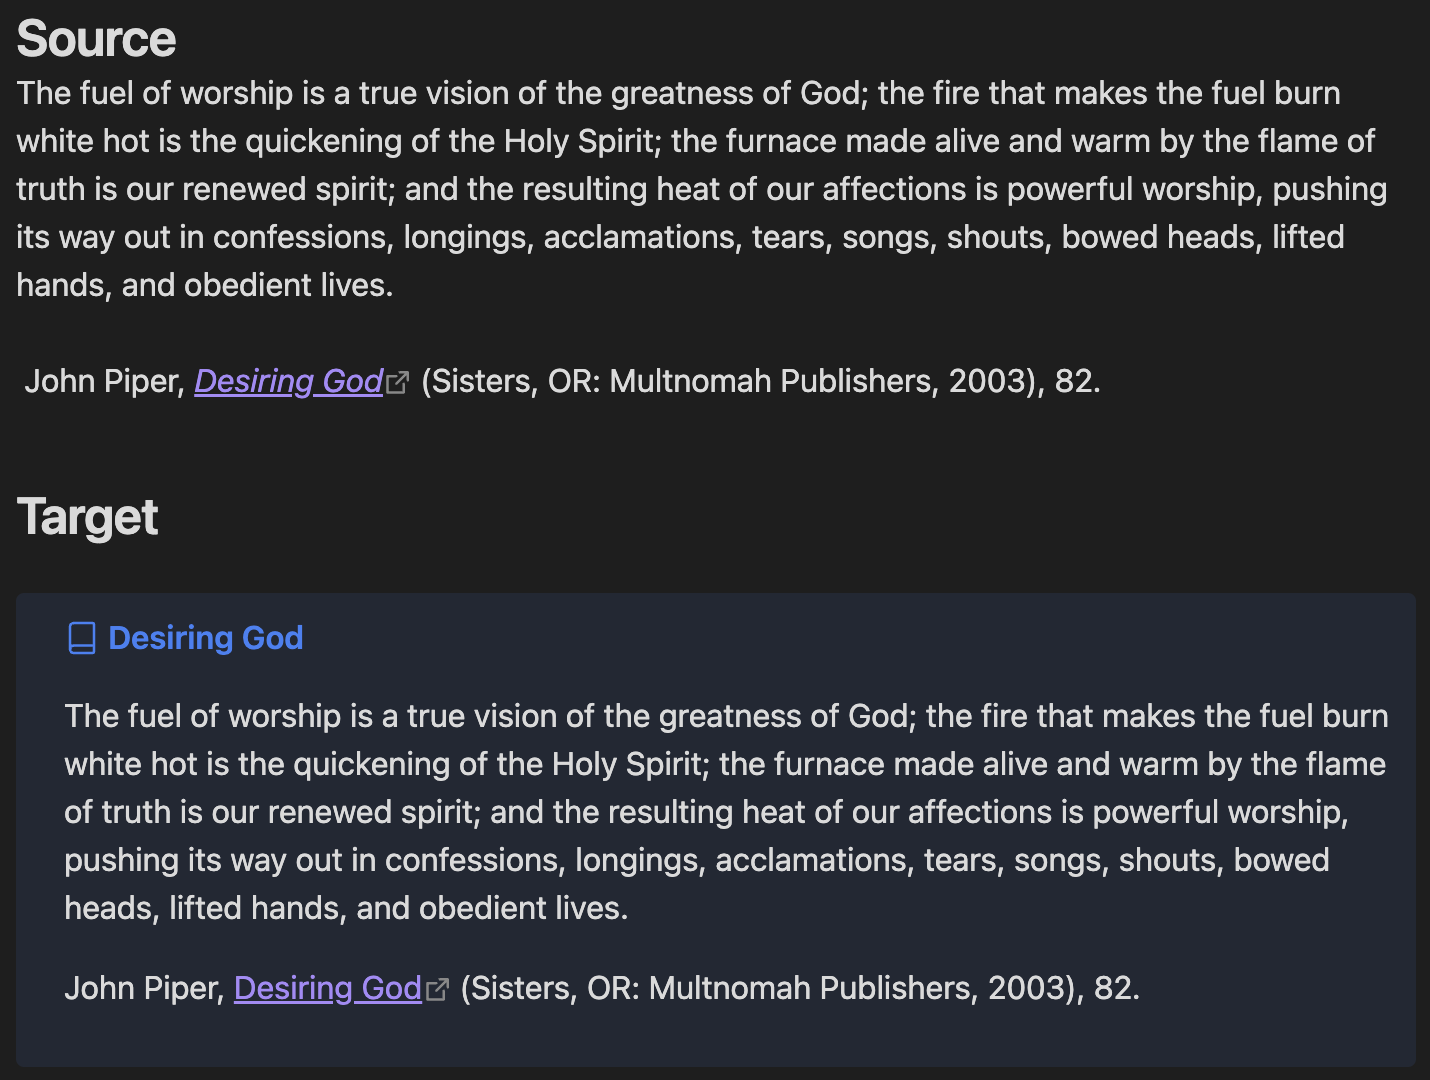 Source
The fuel of worship is a true vision of the greatness of God; the fire that makes the fuel burn
white hot is the quickening of the Holy Spirit; the furnace made alive and warm by the flame of
truth is our renewed spirit; and the resulting heat of our affections is powerful worship, pushing
its way out in confessions, longings, acclamations, tears, songs, shouts, bowed heads, lifted
hands, and obedient lives.
John Piper, Desiring God (Sisters, OR: Multnomah Publishers, 2003), 82.
Target
Desiring God
The fuel of worship is a true vision of the greatness of God; the fire that makes the fuel burn
white hot is the quickening of the Holy Spirit; the furnace made alive and warm by the flame
of truth is our renewed spirit; and the resulting heat of our affections is powerful worship,
pushing its way out in confessions, longings, acclamations, tears, songs, shouts, bowed
heads, lifted hands, and obedient lives.
John Piper, Desiring God (Sisters, OR: Multnomah Publishers, 2003), 82.